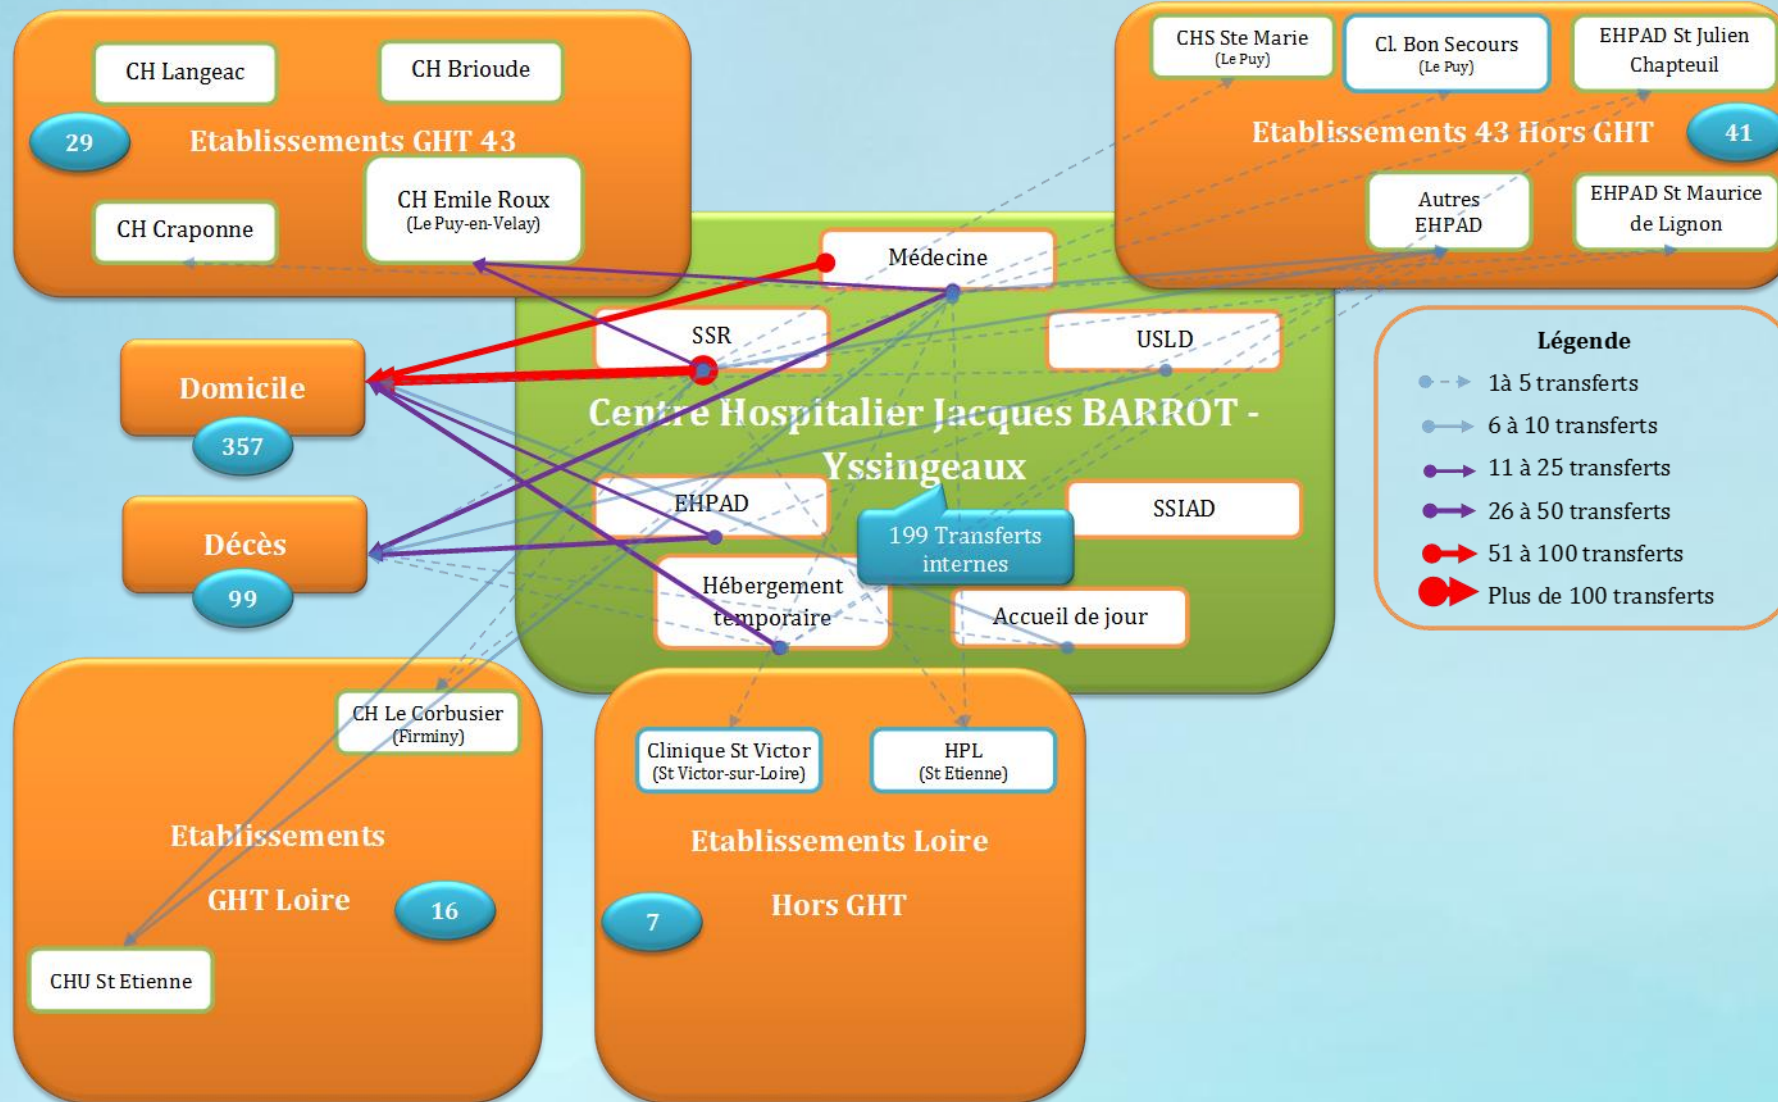 CH Langeac
CH Brioude
29
Etablissements GHT 43
CH Craponne
CH Emile Roux
(Le Puy-en-Velay)
CHS Ste Marie
(Le Puy)
Cl. Bon Secours
(Le Puy)
EHPAD St Julien
Chapteuil
Etablissements 43 Hors GHT
41
Autres
EHPAD
EHPAD St Maurice
de Lignon
Médecine
SSR
USLD
Centre Hospitalier Jacques BARROT -
Yssingeaux
EHPAD
SSIAD
199 Transferts
internes
Hébergement
temporaire
Accueil de jour
Domicile
357
Décès
99
Légende
1à 5 transferts
6 à 10 transferts
11 à 25 transferts
26 à 50 transferts
51 à 100 transferts
Plus de 100 transferts
CH Le Corbusier
(Firminy)
Etablissements
GHT Loire
16
CHU St Etienne
Clinique St Victor
(St Victor-sur-Loire)
HPL
(St Etienne)
Etablissements Loire
Hors GHT
7